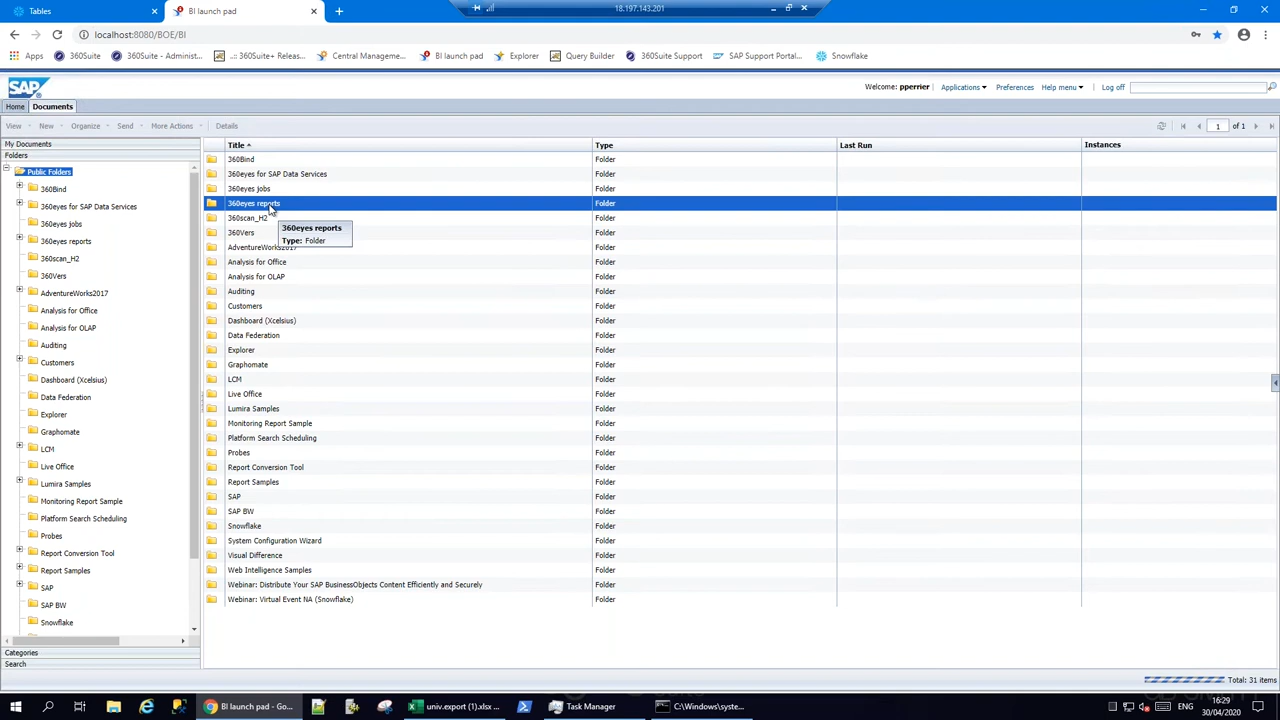 Tables
BI launch pad
18.197.143.201
localhost:8080/BOE/BI
Apps
360Suite
360Suite - Administ...
..:: 360Suite+ Releas...
Central Manageme...
BI launch pad
Explorer
Query Builder
360Suite Support
SAP Support Portal...
Snowflake
SAP
Welcome: pperrier
Applications
Preferences
Help menu
Log off
Home
Documents
View
New
Organize
Send
More Actions
Details
1
of 1
My Documents
Folders
Public Folders
360Bind
360eyes for SAP Data Services
360eyes jobs
360eyes reports
360scan_H2
360Vers
AdventureWorks2017
Analysis for Office
Analysis for OLAP
Auditing
Customers
Dashboard (Xcelsius)
Data Federation
Explorer
Graphomate
LCM
Live Office
Lumira Samples
Monitoring Report Sample
Platform Search Scheduling
Probes
Report Conversion Tool
Report Samples
SAP
SAP BW
Snowflake
Categories
Search
Title Type Last Run Instances
360Bind Folder
360eyes for SAP Data Services Folder
360eyes jobs Folder
360eyes reports Folder
360scan_H2 Folder
360Vers Folder
AdventureWorks2017 Folder
Analysis for Office Folder
Analysis for OLAP Folder
Auditing Folder
Customers Folder
Dashboard (Xcelsius) Folder
Data Federation Folder
Explorer Folder
Graphomate Folder
LCM Folder
Live Office Folder
Lumira Samples Folder
Monitoring Report Sample Folder
Platform Search Scheduling Folder
Probes Folder
Report Conversion Tool Folder
Report Samples Folder
SAP Folder
SAP BW Folder
Snowflake Folder
System Configuration Wizard Folder
Visual Difference Folder
Web Intelligence Samples Folder
Webinar: Distribute Your SAP BusinessObjects Content Efficiently and Securely Folder
Webinar: Virtual Event NA (Snowflake) Folder
360eyes reports
Type: Folder
Total: 31 items
BI launch pad - Go...
univ.export (1).xlsx ...
Task Manager
C:\Windows\syste...
ENG
16:29
30/04/2020